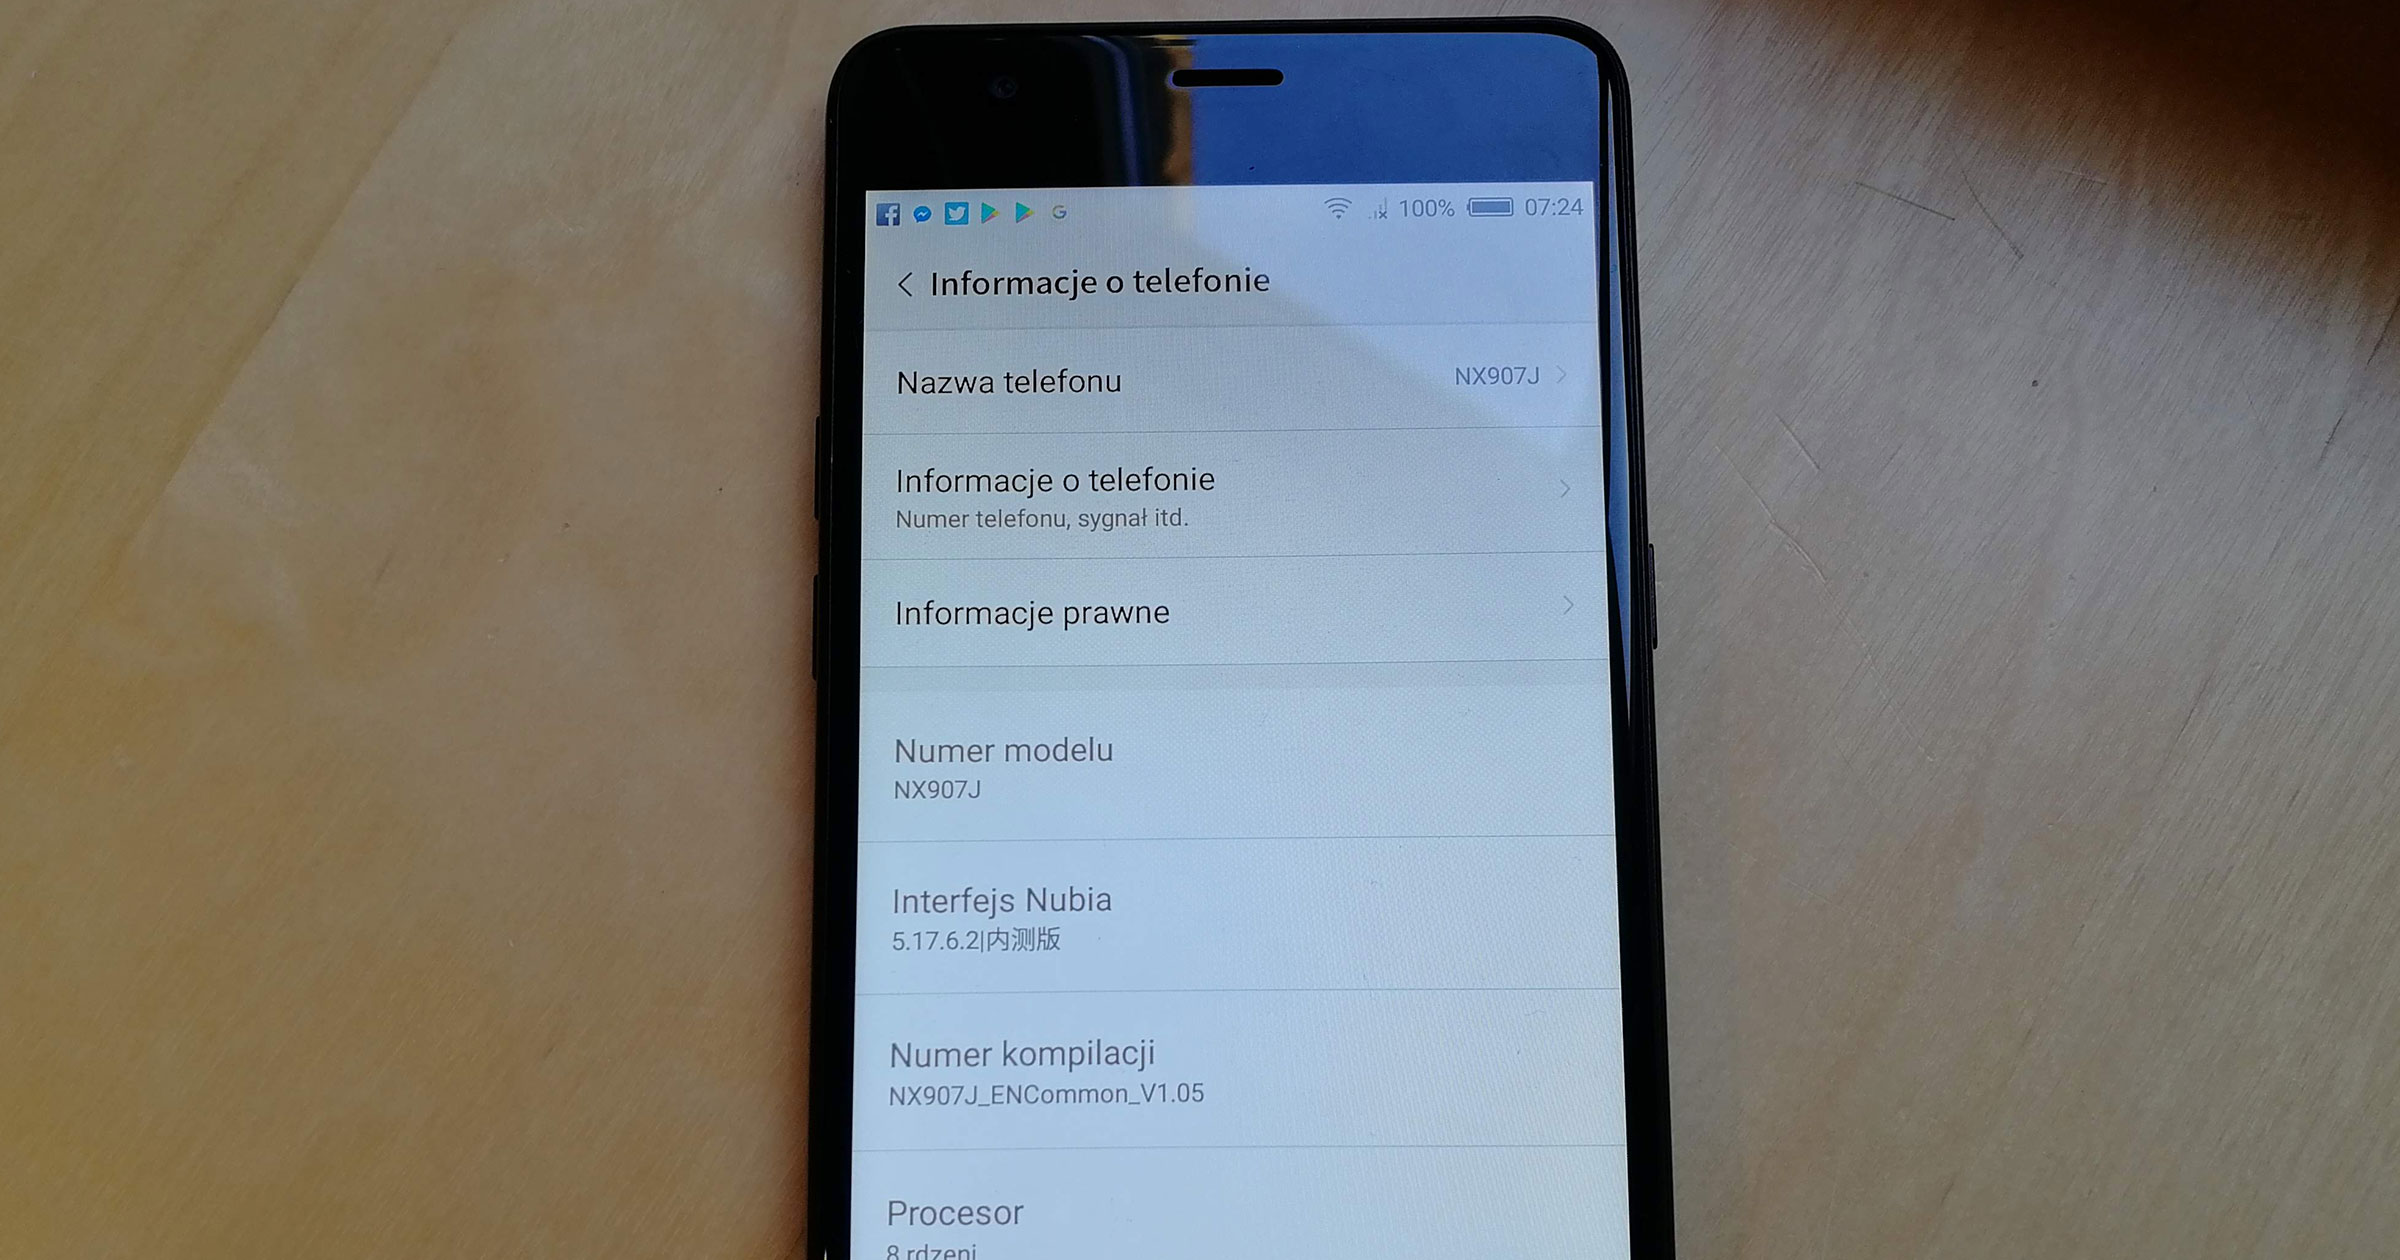 100% 07:24
Informacje o telefonie
Nazwa telefonu NX907J
Informacje o telefonie
Numer telefonu, sygnał itd.
Informacje prawne
Numer modelu
NX907J
Interfejs Nubia
5.17.6.2|内测版
Numer kompilacji
NX907J_ENCommon_V1.05
Procesor
8 rdzeni